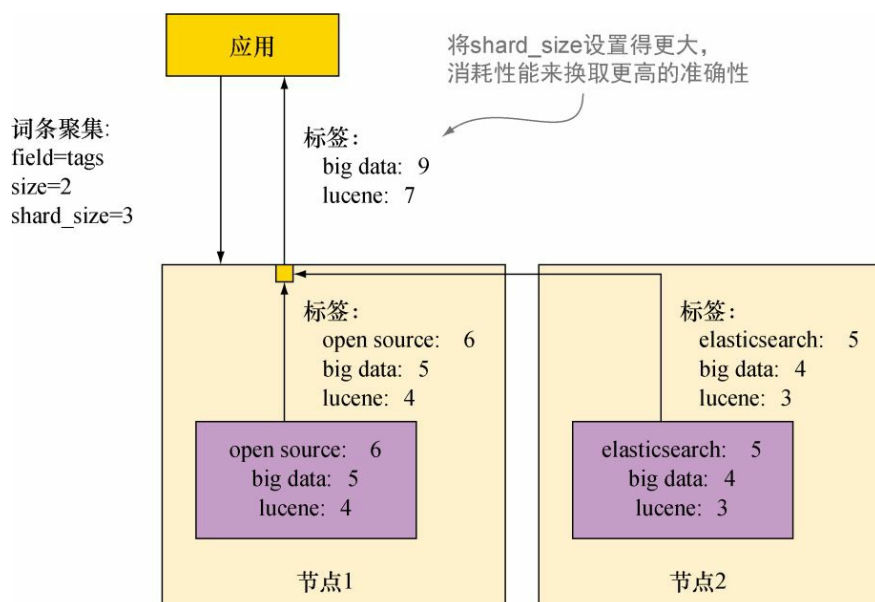 应用
将shard_size设置得更大,
消耗性能来换取更高的准确性
词条聚集:
field=tags
size=2
shard_size=3
标签：
big data: 9
lucene: 7
标签：
open source: 6
big data: 5
lucene: 4
标签：
elasticsearch: 5
big data: 4
lucene: 3
open source: 6
big data: 5
lucene: 4
elasticsearch: 5
big data: 4
lucene: 3
节点1
节点2